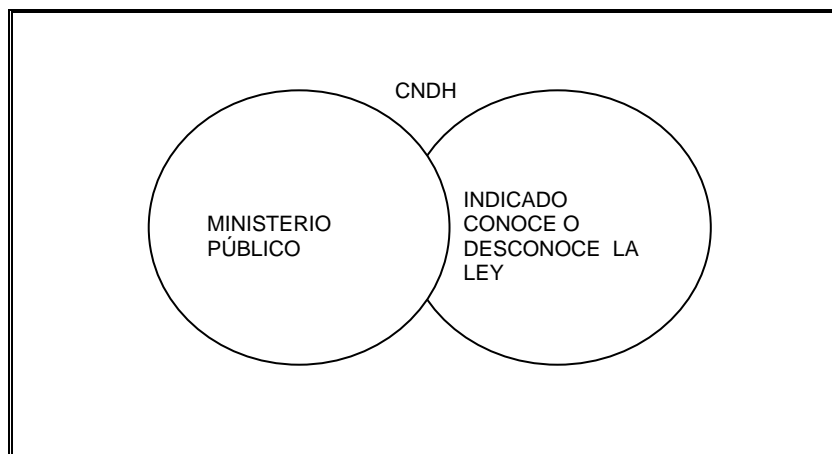 CNDH
MINISTERIO
PÚBLICO
INDICADO
CONOCE O
DESCONOCE LA
LEY